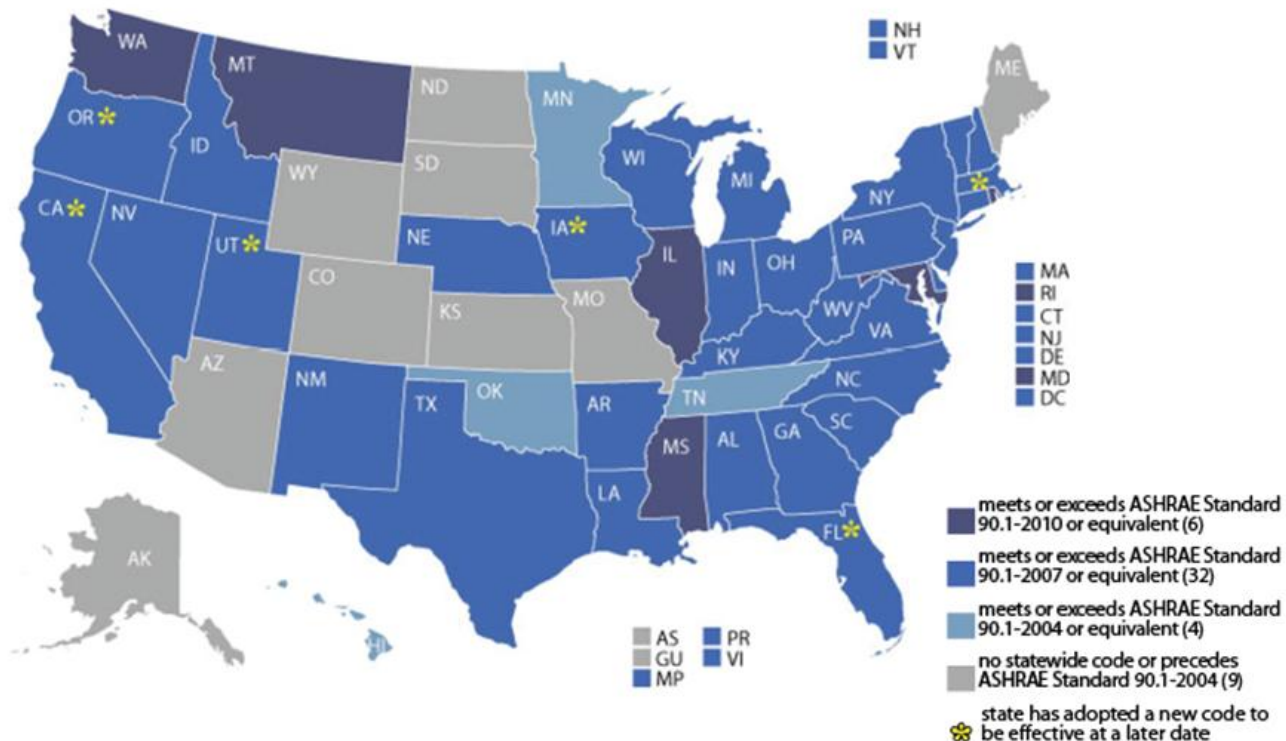 NH
VT
WA
MT
ND
MN
ME
OR
ID
WY
SD
WI
MI
NY
CA
NV
UT
NE
IA
IL
IN
OH
PA
CO
KS
MO
WV
VA
KY
MA
RI
CT
NJ
DE
MD
DC
AZ
NM
OK
TX
AR
TN
NC
MS
AL
GA
SC
LA
FL
AK
HI
AS
GU
MP
PR
VI
meets or exceeds ASHRAE Standard
90.1-2010 or equivalent (6)
meets or exceeds ASHRAE Standard
90.1-2007 or equivalent (32)
meets or exceeds ASHRAE Standard
90.1-2004 or equivalent (4)
no statewide code or precedes
ASHRAE Standard 90.1-2004 (9)
state has adopted a new code to
be effective at a later date